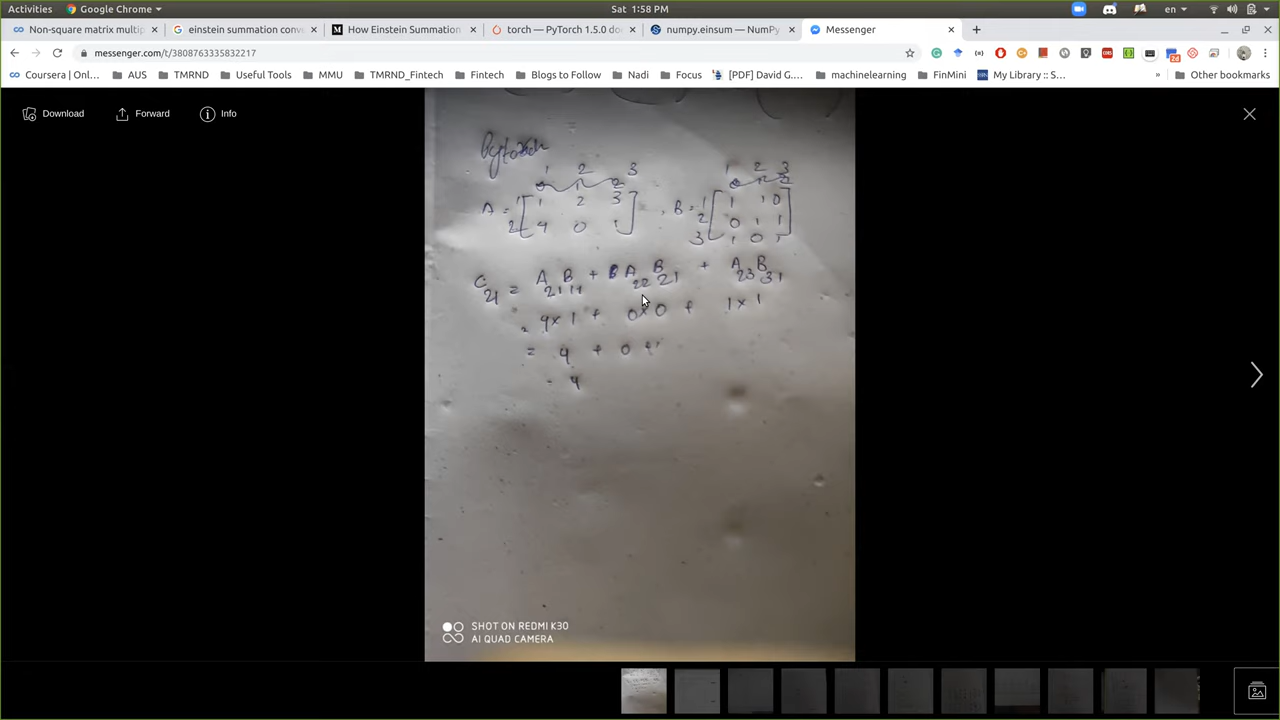 Activities Google Chrome Sat 1:58 PM en
Non-square matrix multip einstein summation conv How Einstein Summation torch — PyTorch 1.5.0 do numpy.einsum — NumPy Messenger
messenger.com/t/3808763335832217
Coursera | Onl... AUS TMRND Useful Tools MMU TMRND_Fintech Fintech Blogs to Follow Nadi Focus [PDF] David G.... machinelearning FinMini My Library :: S... » Other bookmarks
Download Forward Info
Pytorch
1 2 3 1 2 3
A = 1 [ 1 2 3 ] , B = 1 [ 1 1 0 ]
2 [ 4 0 1 ] 2 [ 0 1 1 ]
3 [ 1 0 1 ]
C21 = A21 B11 + A22 B21 + A23 B31
= 4 x 1 + 0 x 0 + 1 x 1
= 4 + 0 + 1
= 4
SHOT ON REDMI K30
AI QUAD CAMERA